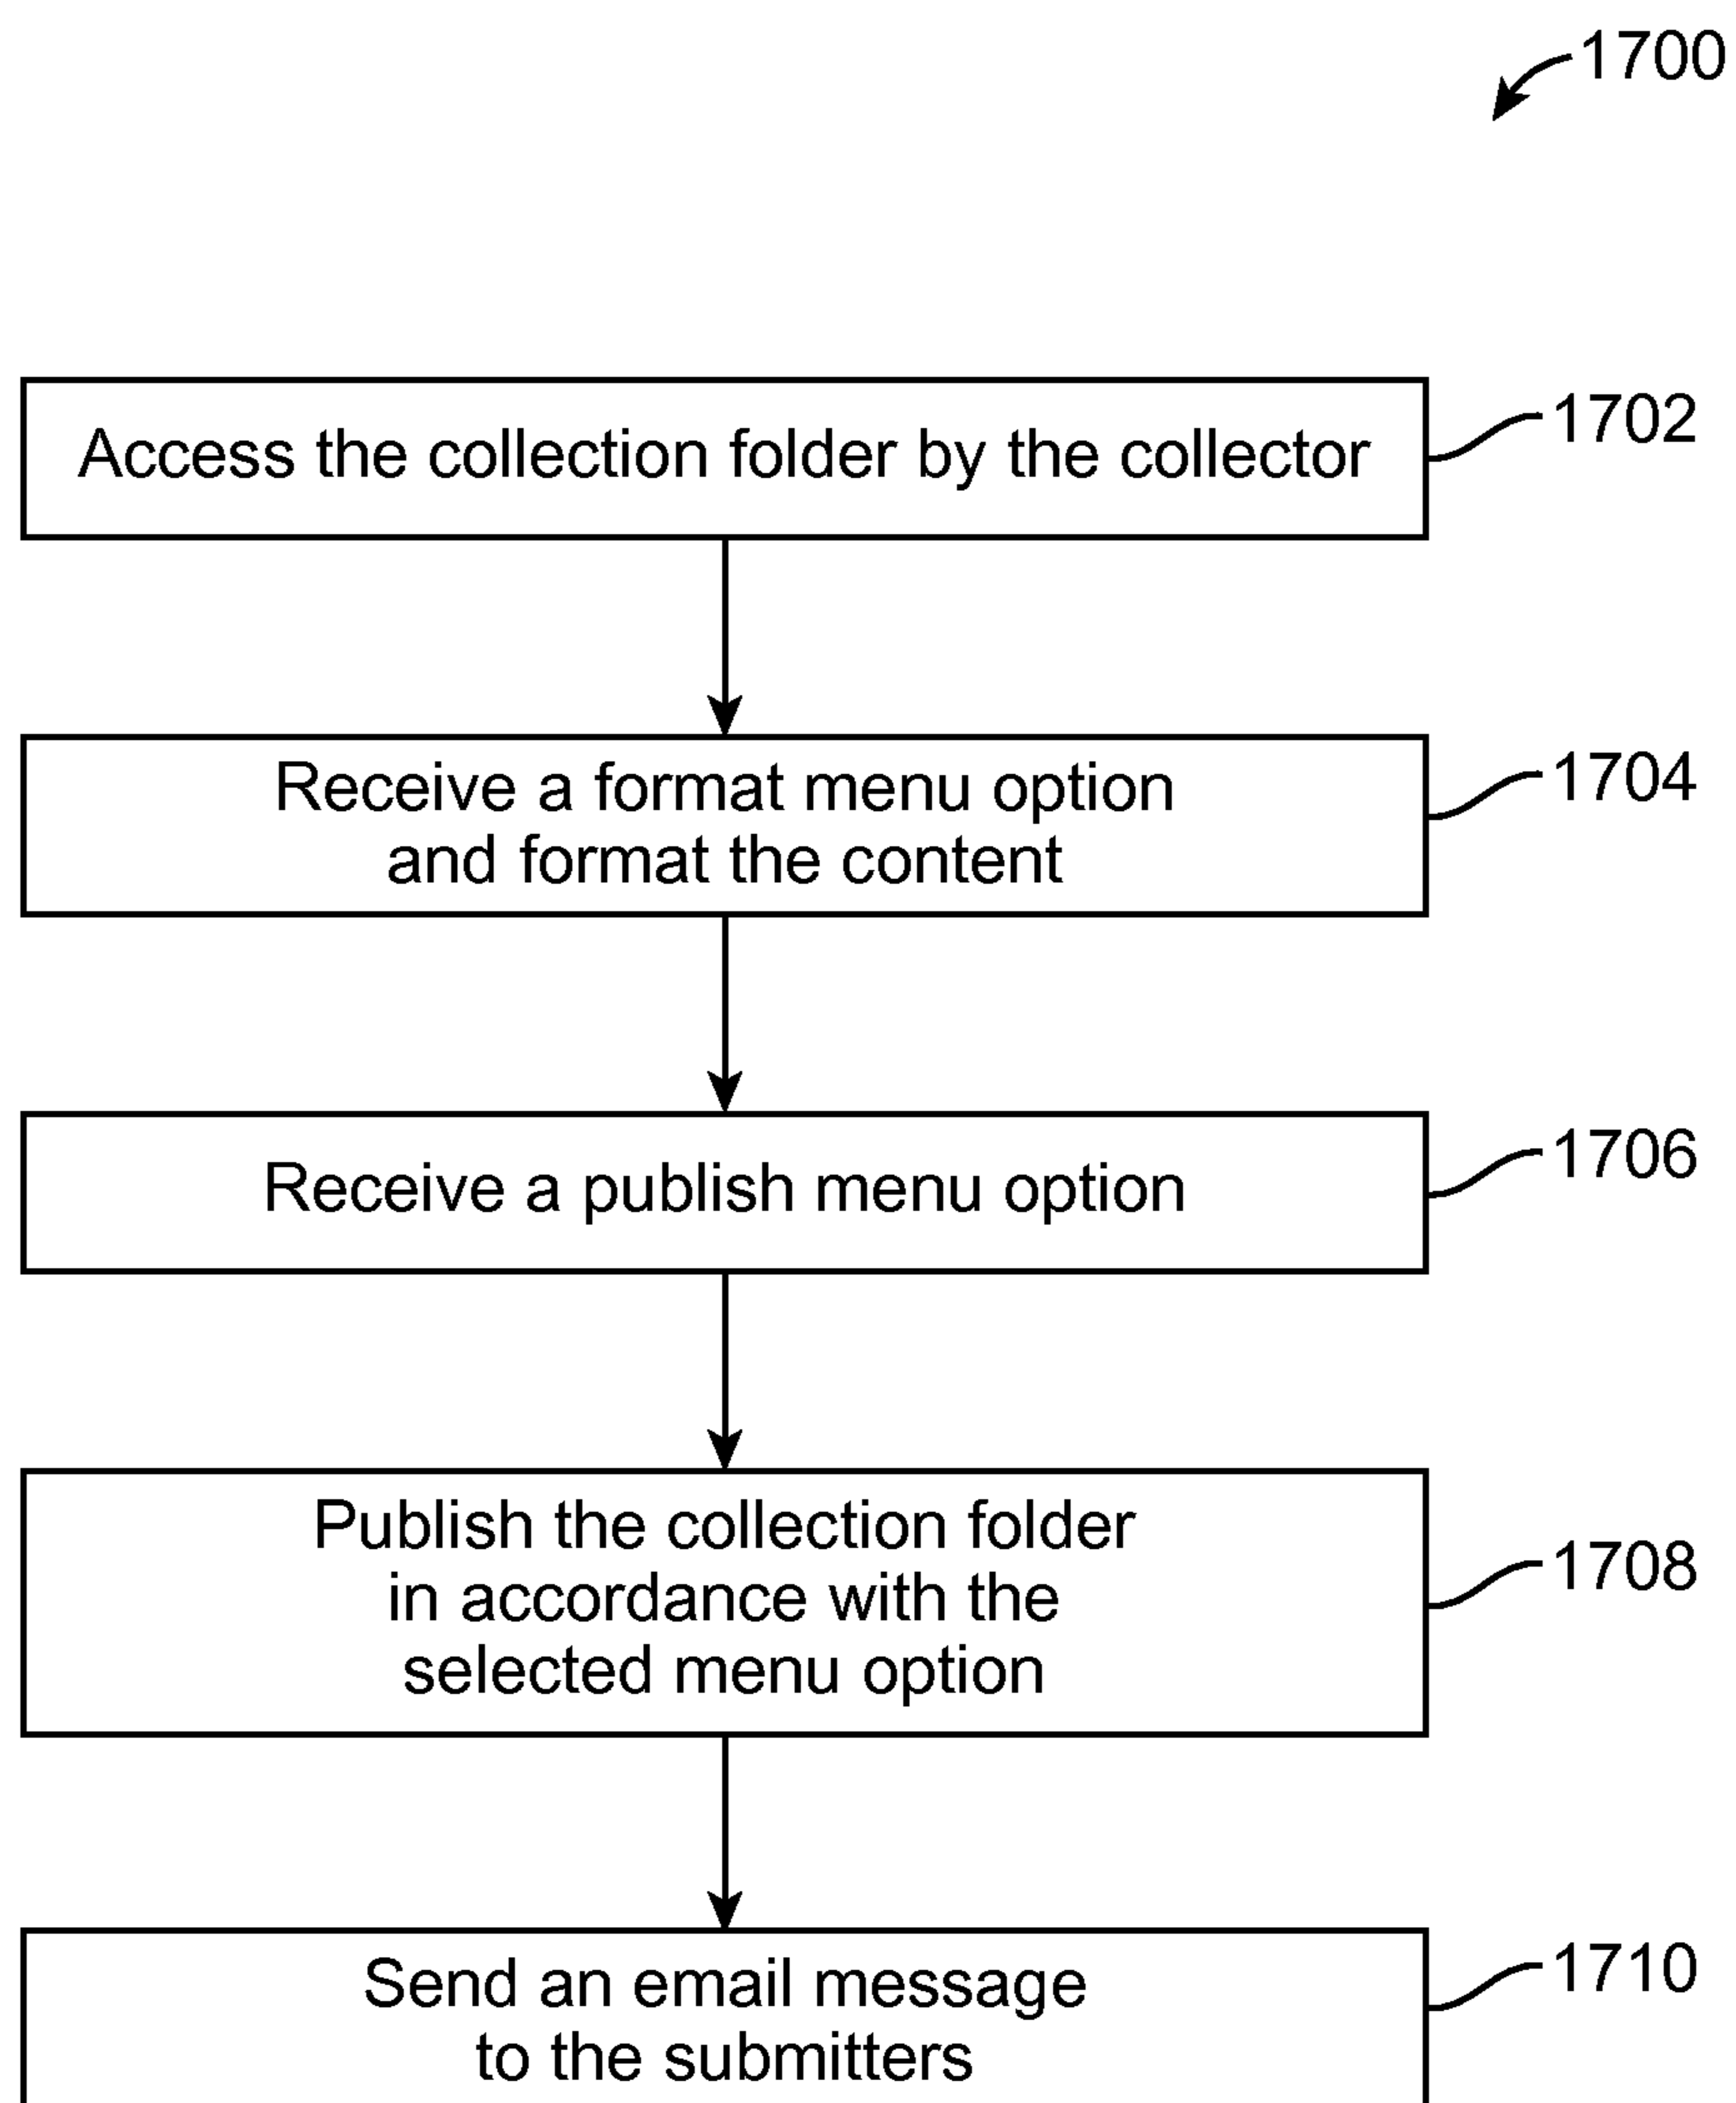 1700
Access the collection folder by the collector
1702
Receive a format menu option
and format the content
1704
Receive a publish menu option
1706
Publish the collection folder
in accordance with the
selected menu option
1708
Send an email message
to the submitters
1710